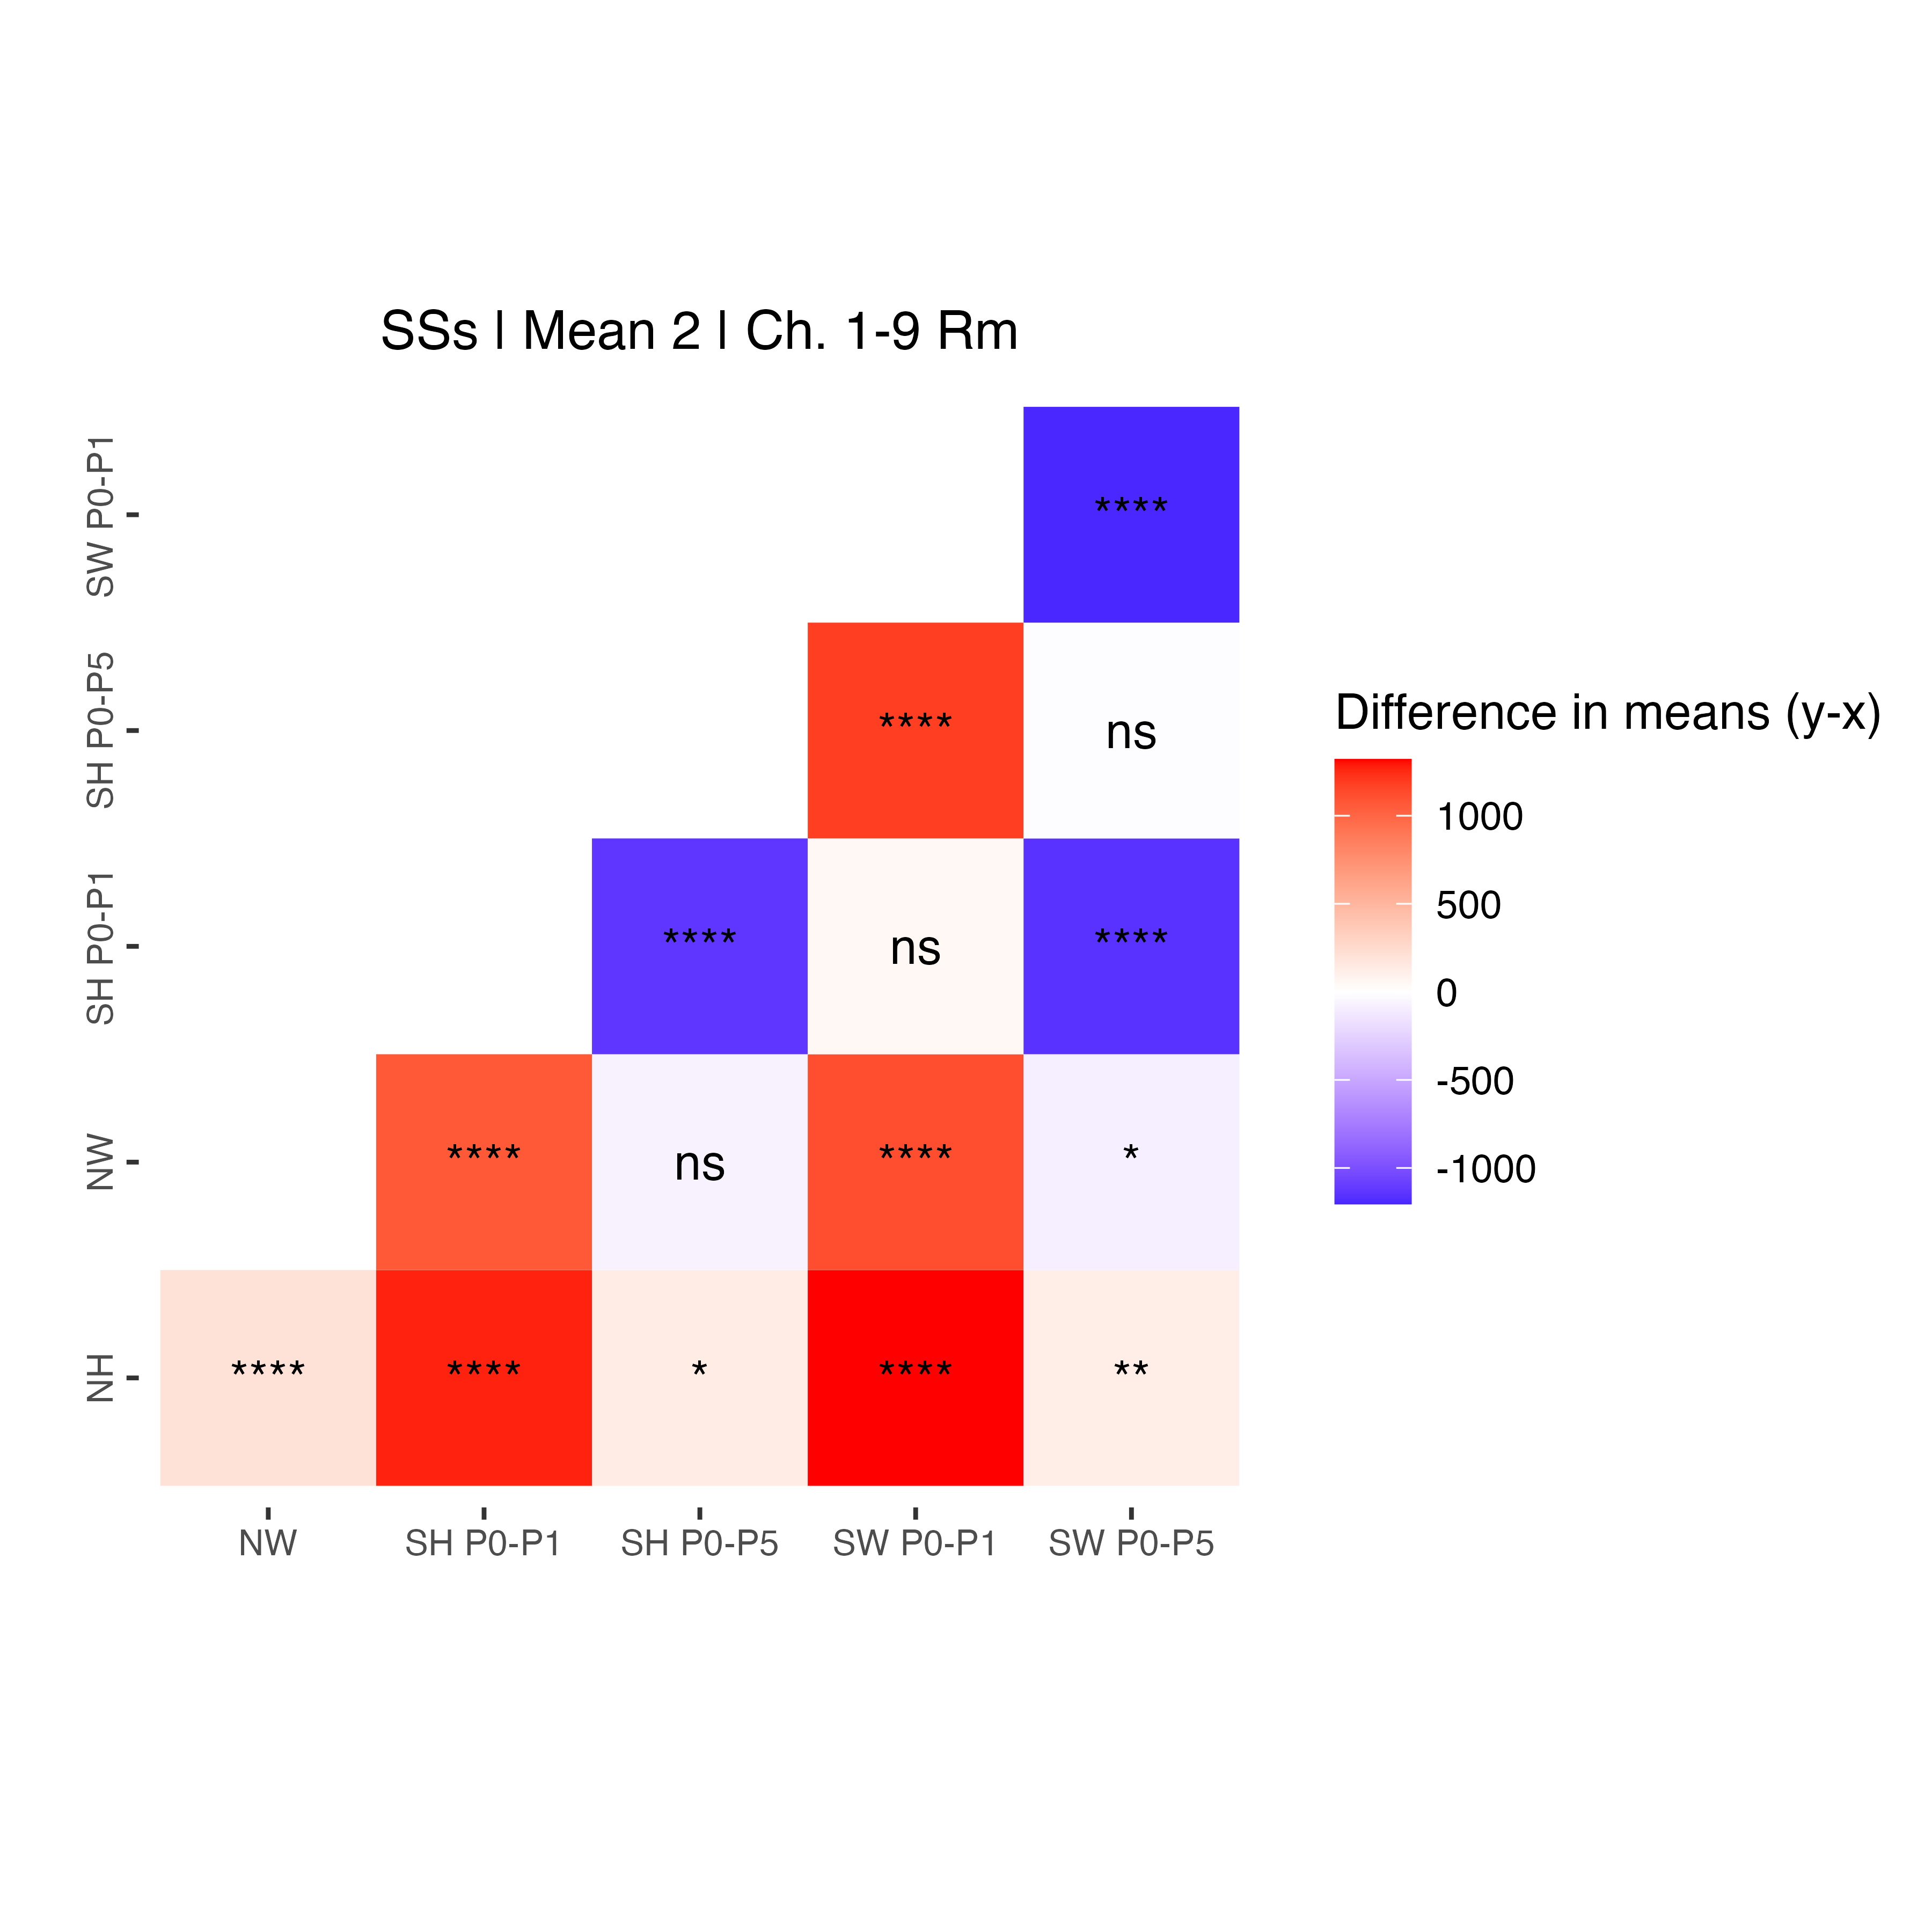 SSs | Mean 2 | Ch. 1-9 Rm
SW P0-P1
****
SH P0-P5
****
ns
SH P0-P1
****
ns
****
NW
****
ns
****
*
NH
****
****
*
****
**
NW
SH P0-P1
SH P0-P5
SW P0-P1
SW P0-P5
Difference in means (y-x)
1000
500
0
-500
-1000